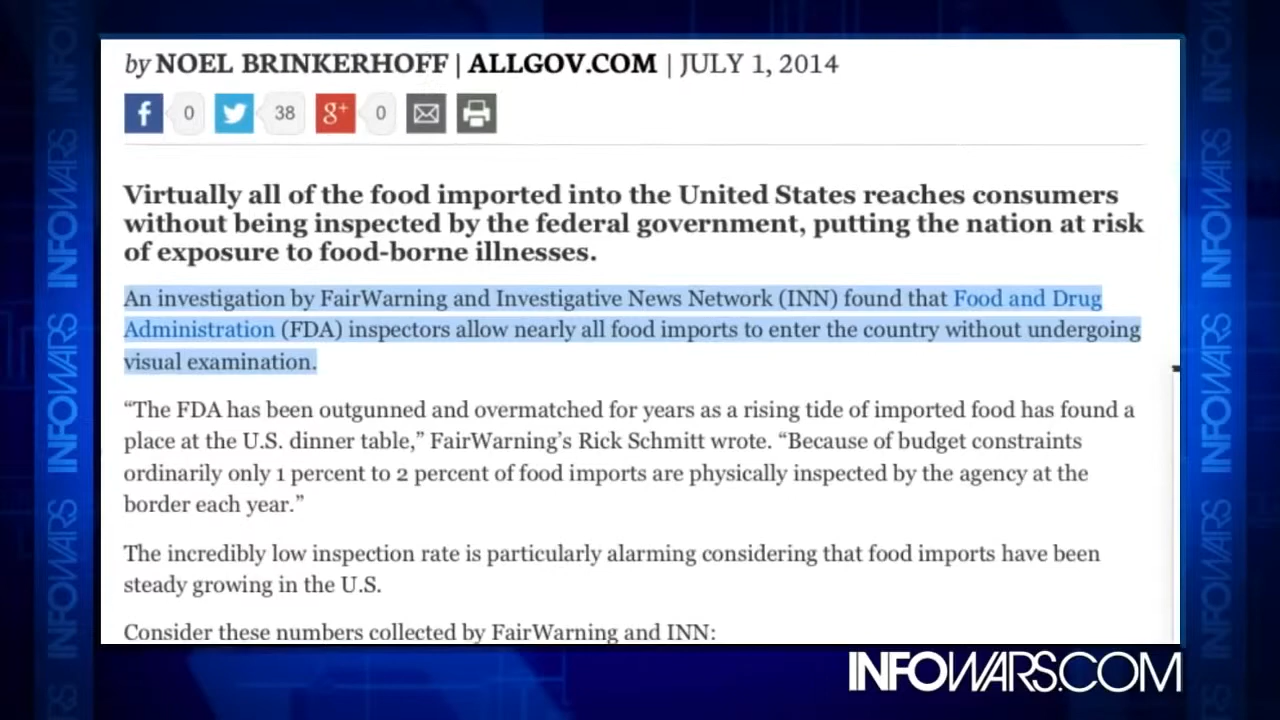 by NOEL BRINKERHOFF | ALLGOV.COM | JULY 1, 2014
f 0 38 g+ 0
Virtually all of the food imported into the United States reaches consumers
without being inspected by the federal government, putting the nation at risk
of exposure to food-borne illnesses.
An investigation by FairWarning and Investigative News Network (INN) found that Food and Drug
Administration (FDA) inspectors allow nearly all food imports to enter the country without undergoing
visual examination.
“The FDA has been outgunned and overmatched for years as a rising tide of imported food has found a
place at the U.S. dinner table,” FairWarning’s Rick Schmitt wrote. “Because of budget constraints
ordinarily only 1 percent to 2 percent of food imports are physically inspected by the agency at the
border each year.”
The incredibly low inspection rate is particularly alarming considering that food imports have been
steady growing in the U.S.
Consider these numbers collected by FairWarning and INN:
INFOWARS.COM
INFOWARS
INFOWARS
INFOWARS
INFOWARS
INFOWARS
INFOWARS